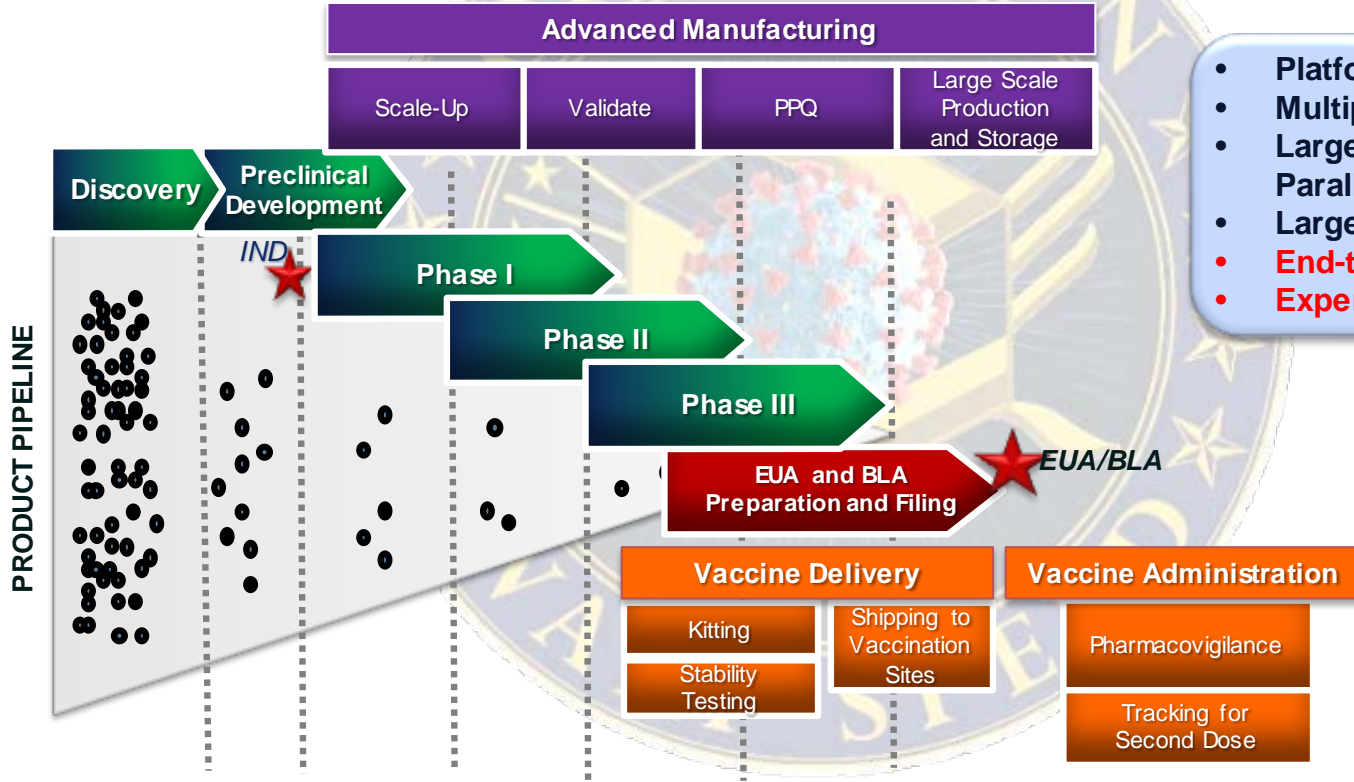 Advanced Manufacturing
Scale-Up
Validate
PPQ
Large Scale
Production
and Storage
•
•
• Large
•
Discovery
Preclinical
Development
IND
Phase I
Phase II
Phase III
EUA and BLA
Preparation and Filing
EUA/BLA
PRODUCT PIPELINE
Vaccine Delivery
Kitting
Stability
Testing
Shipping to
Vaccination
Sites
Vaccine Administration
Pharmacovigilance
Tracking for
Second Dose